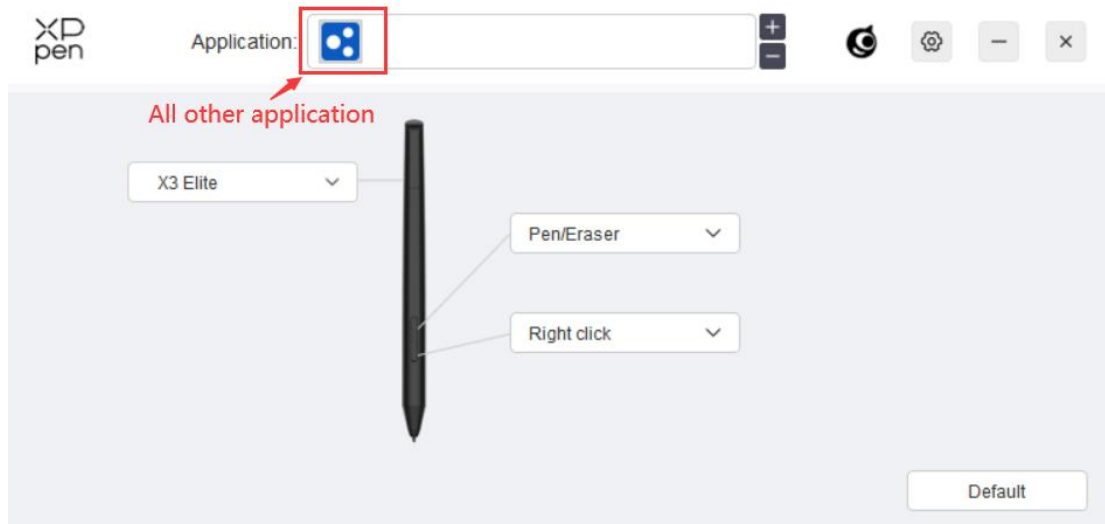 XP
pen
Application:
All other application
X3 Elite
Pen/Eraser
Right click
Default